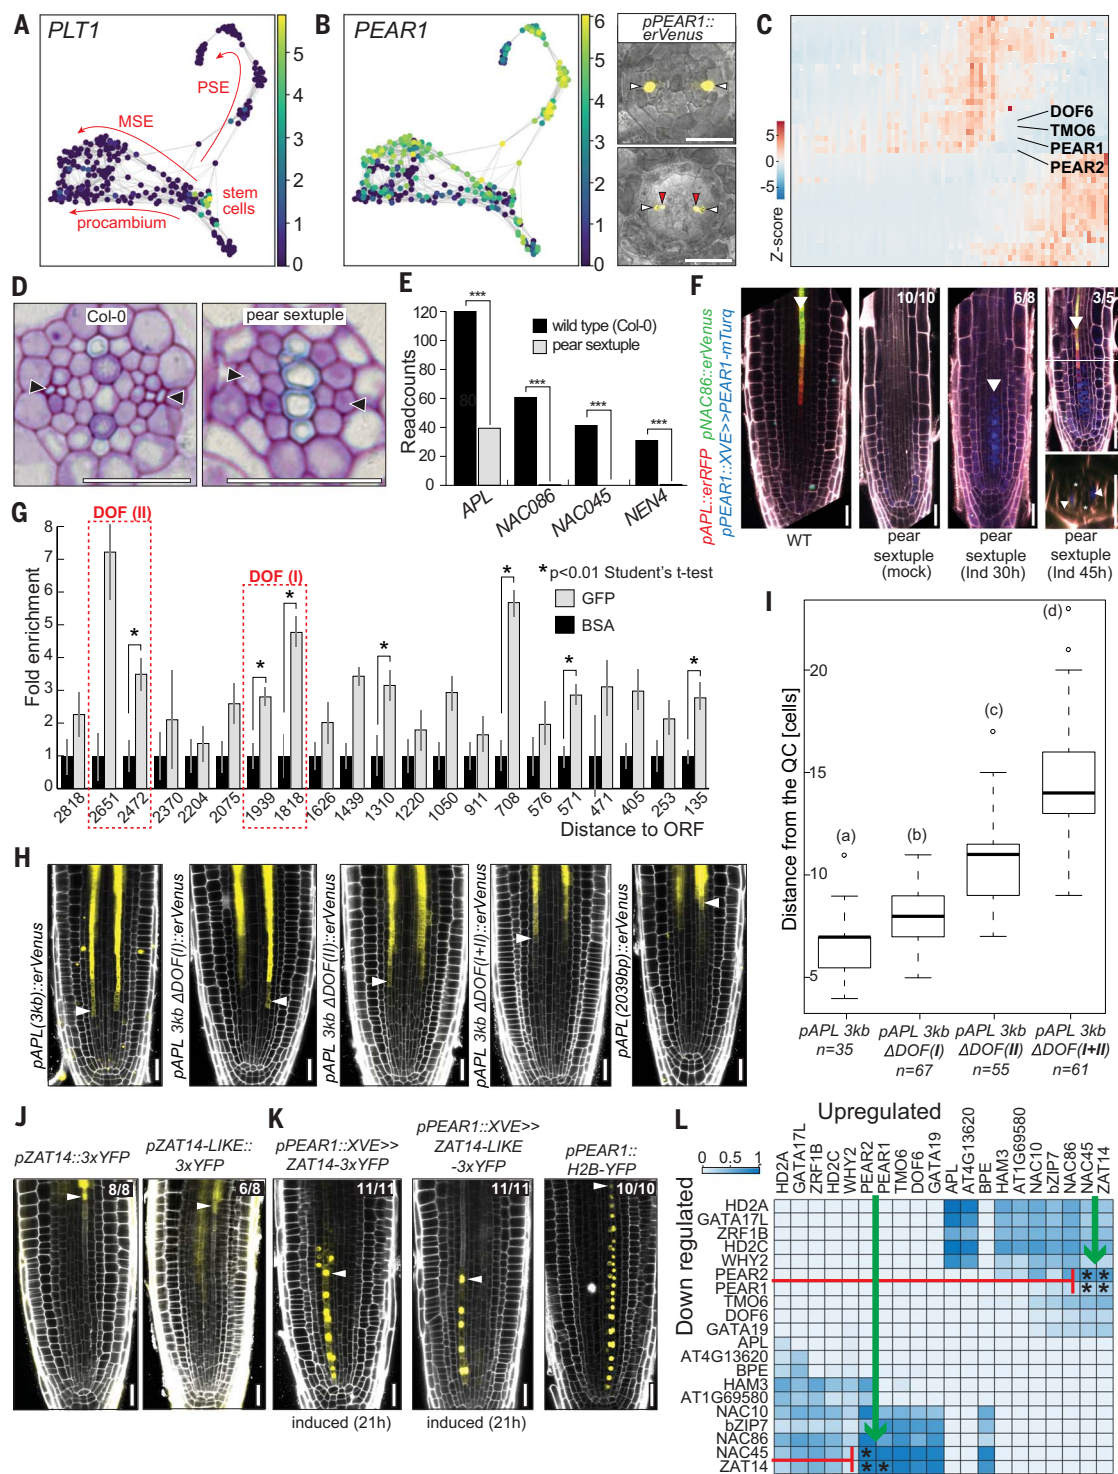 A
PLT1
5
4
3
2
1
0
PSE
MSE
stem
cells
procambium
B
PEAR1
6
5
4
3
2
1
0
pPEAR1::
erVenus
C
DOF6
TMO6
PEAR1
PEAR2
5
0
-5
Z-score
D
Col-0
pear sextuple
E
Readcounts
120
100
80
60
40
20
0
80
***
***
***
***
wild type (Col-0)
pear sextuple
APL
NAC086
NAC045
NEN4
F
pAPL::erRFP pNAC86::erVenus
pPEAR1::XVE>>PEAR1-mTurq
10/10
6/8
3/5
*
*
WT
pear
sextuple
(mock)
pear
sextuple
(Ind 30h)
pear
sextuple
(Ind 45h)
G
Fold enrichment
8
7
6
5
4
3
2
1
0
DOF (II)
DOF (I)
*p<0.01 Student's t-test
GFP
BSA
*
*
*
*
*
*
*
2818
2651
2472
2370
2204
2075
1939
1818
1626
1439
1310
1220
1050
911
708
576
571
471
405
253
135
Distance to ORF
H
pAPL(3kb)::erVenus
pAPL 3kb ΔDOF(I)::erVenus
pAPL 3kb ΔDOF(II)::erVenus
pAPL 3kb ΔDOF(I+II)::erVenus
pAPL(2039bp)::erVenus
I
Distance from the QC [cells]
20
15
10
5
(a)
(b)
(c)
(d)
pAPL 3kb
n=35
pAPL 3kb
ΔDOF(I)
n=67
pAPL 3kb
ΔDOF(II)
n=55
pAPL 3kb
ΔDOF(I+II)
n=61
J
pZAT14::3xYFP
8/8
pZAT14-LIKE::
3xYFP
6/8
K
pPEAR1::XVE>>
ZAT14-3xYFP
11/11
induced (21h)
pPEAR1::XVE>>
ZAT14-LIKE
-3xYFP
11/11
induced (21h)
pPEAR1::
H2B-YFP
10/10
L
Upregulated
0 0.5 1
HD2A
GATA17L
ZRF1B
HD2C
WHY2
PEAR2
PEAR1
TMO6
DOF6
GATA19
APL
AT4G13620
BPE
HAM3
AT1G69580
NAC10
bZIP7
NAC86
NAC45
ZAT14
Down regulated
HD2A
GATA17L
ZRF1B
HD2C
WHY2
PEAR2
PEAR1
TMO6
DOF6
GATA19
APL
AT4G13620
BPE
HAM3
AT1G69580
NAC10
bZIP7
NAC86
NAC45
ZAT14
* *
* *
*
* *